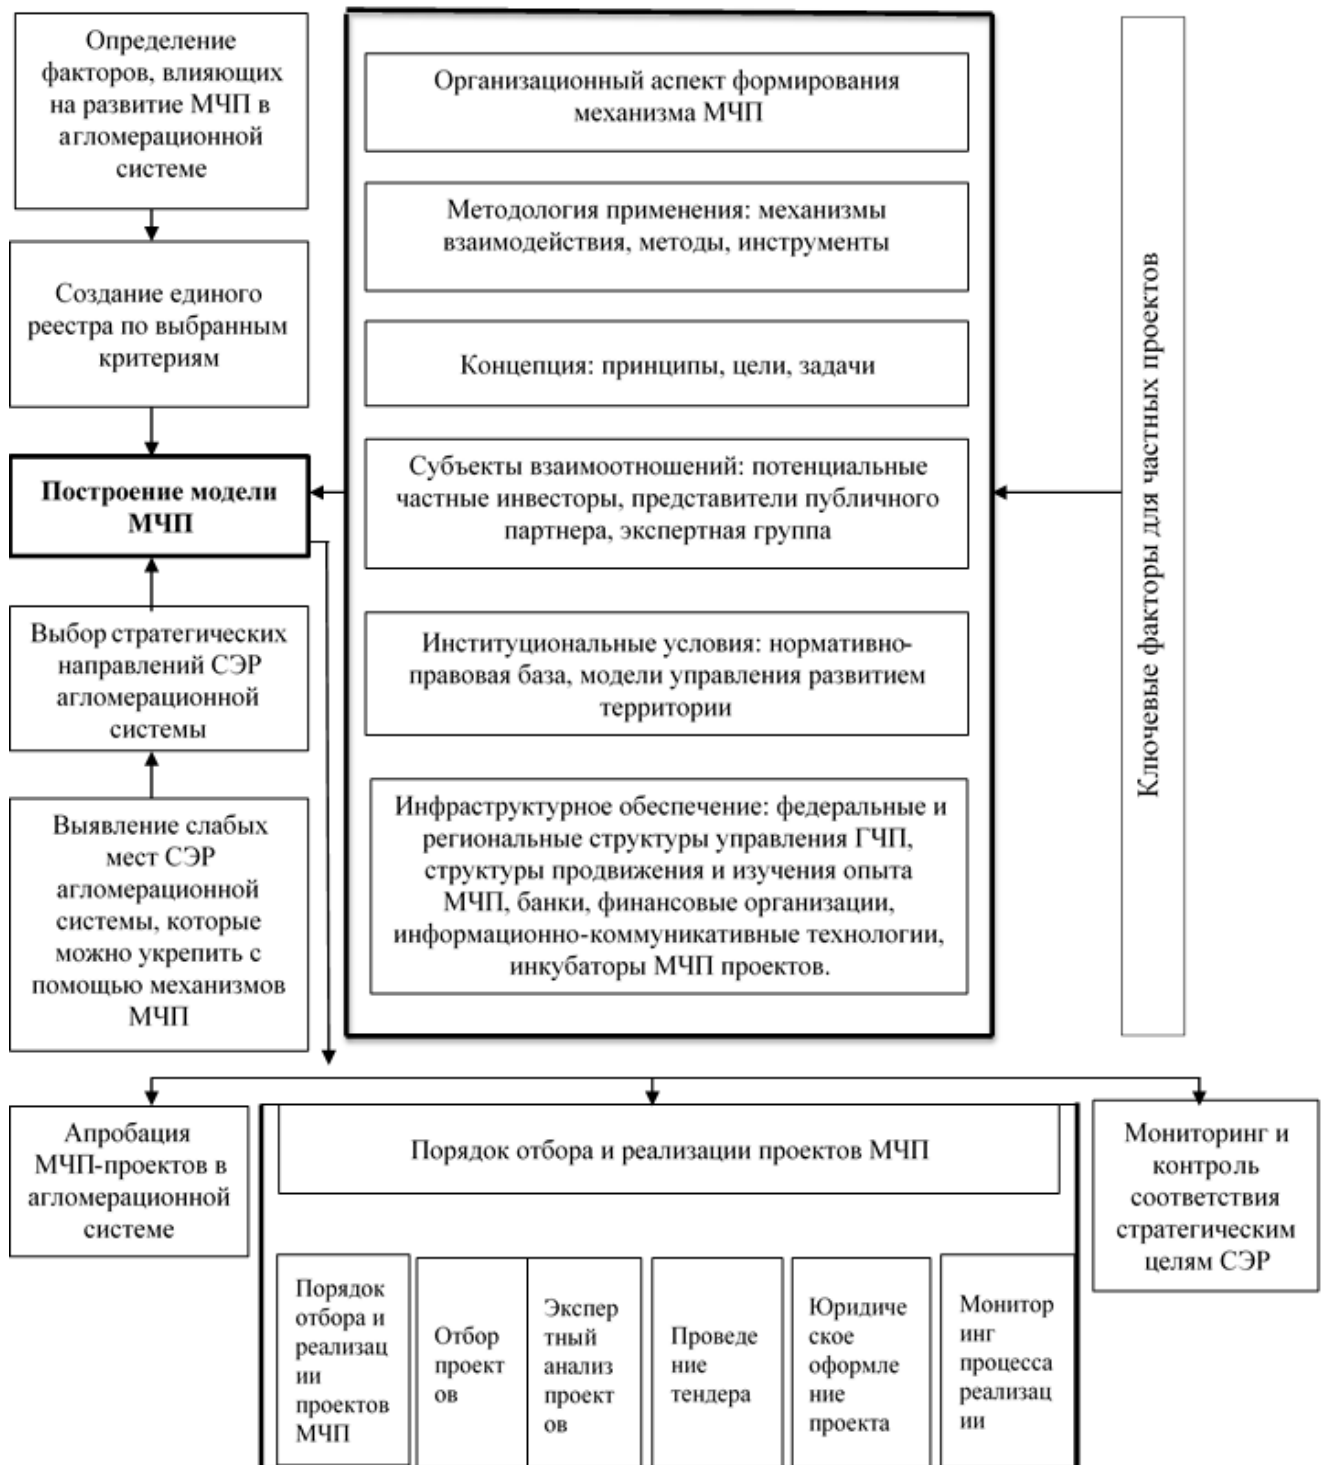 Определение
факторов, влияющих
на развитие МЧП в
агломерационной
системе
Создание единого
реестра по выбранным
критериям
Построение модели
МЧП
Выбор стратегических
направлений СЭР
агломерационной
системы
Выявление слабых
мест СЭР
агломерационной
системы, которые
можно укрепить с
помощью механизмов
МЧП
Организационный аспект формирования
механизма МЧП
Методология применения: механизмы
взаимодействия, методы, инструменты
Концепция: принципы, цели, задачи
Субъекты взаимоотношений: потенциальные
частные инвесторы, представители публичного
партнера, экспертная группа
Институциональные условия: нормативно-
правовая база, модели управления развитием
территории
Инфраструктурное обеспечение: федеральные и
региональные структуры управления ГЧП,
структуры продвижения и изучения опыта
МЧП, банки, финансовые организации,
информационно-коммуникативные технологии,
инкубаторы МЧП проектов.
Ключевые факторы для частных проектов
Апробация
МЧП-проектов в
агломерационной
системе
Порядок отбора и реализации проектов МЧП
Порядок
отбора и
реализац
ии
проектов
МЧП
Отбор
проект
ов
Экспер
тный
анализ
проект
ов
Проведе
ние
тендера
Юридиче
ское
оформле
ние
проекта
Монитор
инг
процесса
реализац
ии
Мониторинг и
контроль
соответствия
стратегическим
целям СЭР